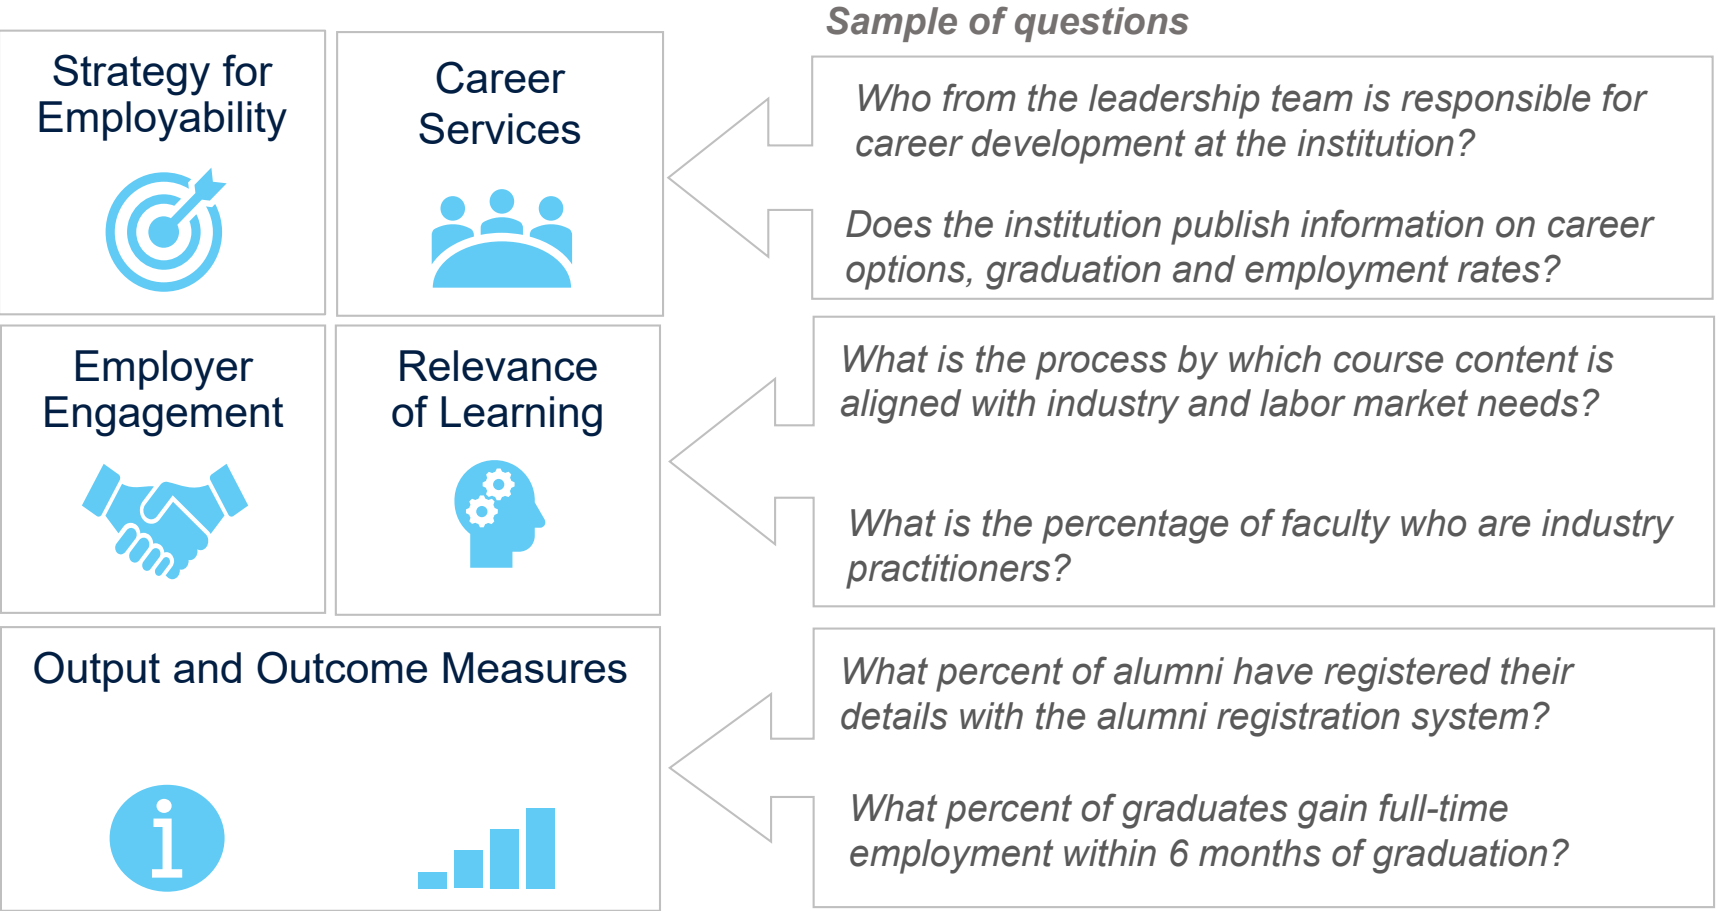 Sample of questions
Strategy for
Employability
Career
Services
Who from the leadership team is responsible for
career development at the institution?
Does the institution publish information on career
options, graduation and employment rates?
Employer
Engagement
Relevance
of Learning
What is the process by which course content is
aligned with industry and labor market needs?
What is the percentage of faculty who are industry
practitioners?
Output and Outcome Measures
What percent of alumni have registered their
details with the alumni registration system?
What percent of graduates gain full-time
employment within 6 months of graduation?